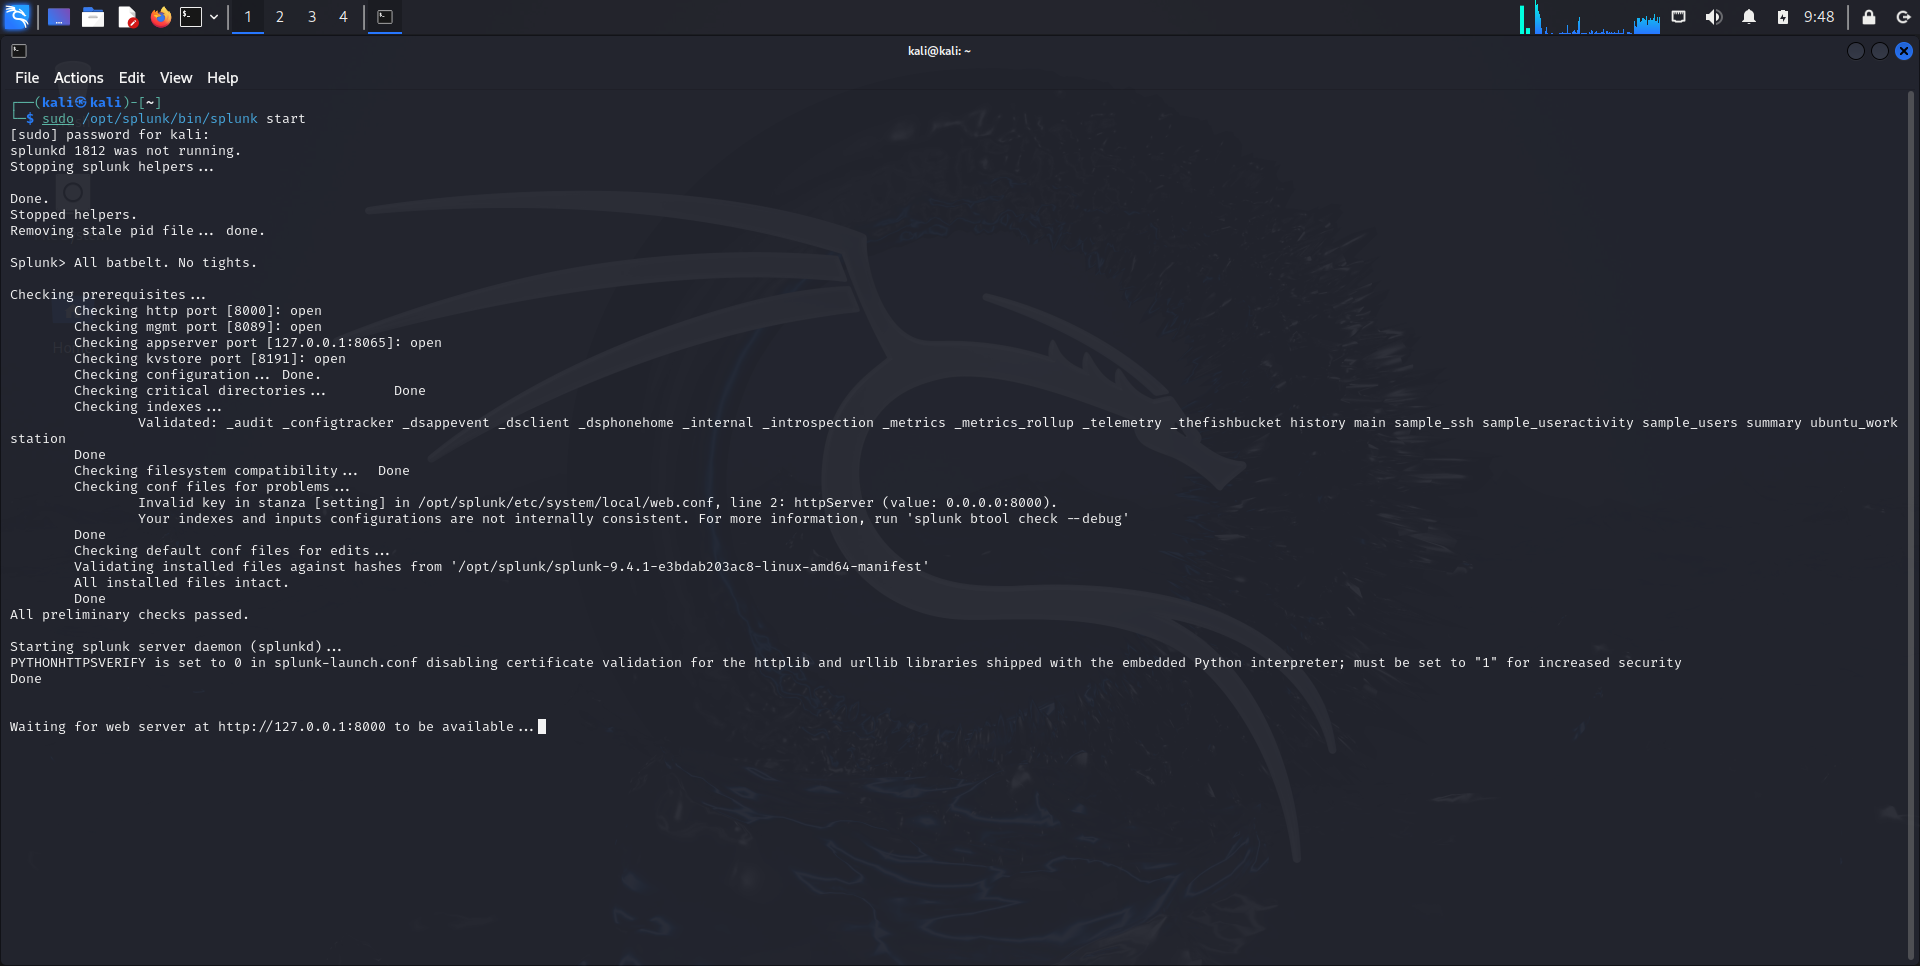 1 2 3 4 9:48
kali@kali: ~
File Actions Edit View Help
┌──(kali㉿kali)-[~]
└─$ sudo /opt/splunk/bin/splunk start
[sudo] password for kali:
splunkd 1812 was not running.
Stopping splunk helpers...
Done.
Stopped helpers.
Removing stale pid file... done.
Splunk> All batbelt. No tights.
Checking prerequisites...
Checking http port [8000]: open
Checking mgmt port [8089]: open
Checking appserver port [127.0.0.1:8065]: open
Checking kvstore port [8191]: open
Checking configuration... Done.
Checking critical directories... Done
Checking indexes...
Validated: _audit _configtracker _dsappevent _dsclient _dsphonehome _internal _introspection _metrics _metrics_rollup _telemetry _thefishbucket history main sample_ssh sample_useractivity sample_users summary ubuntu_work
station
Done
Checking filesystem compatibility... Done
Checking conf files for problems...
Invalid key in stanza [setting] in /opt/splunk/etc/system/local/web.conf, line 2: httpServer (value: 0.0.0.0:8000).
Your indexes and inputs configurations are not internally consistent. For more information, run 'splunk btool check --debug'
Done
Checking default conf files for edits...
Validating installed files against hashes from '/opt/splunk/splunk-9.4.1-e3bdab203ac8-linux-amd64-manifest'
All installed files intact.
Done
All preliminary checks passed.
Starting splunk server daemon (splunkd)...
PYTHONHTTPSVERIFY is set to 0 in splunk-launch.conf disabling certificate validation for the httplib and urllib libraries shipped with the embedded Python interpreter; must be set to "1" for increased security
Done
Waiting for web server at http://127.0.0.1:8000 to be available...